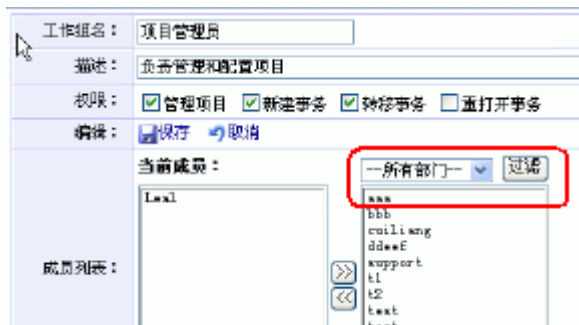 工作组名： 项目管理员
描述： 负责管理和配置项目
权限： 管理项目 新建事务 转移事务 重打开事务
编辑： 保存 取消
当前成员： --所有部门-- 过滤
Leal
aaa
bbb
cuiliang
ddeef
support
成员列表： >> t1
<< t2
test